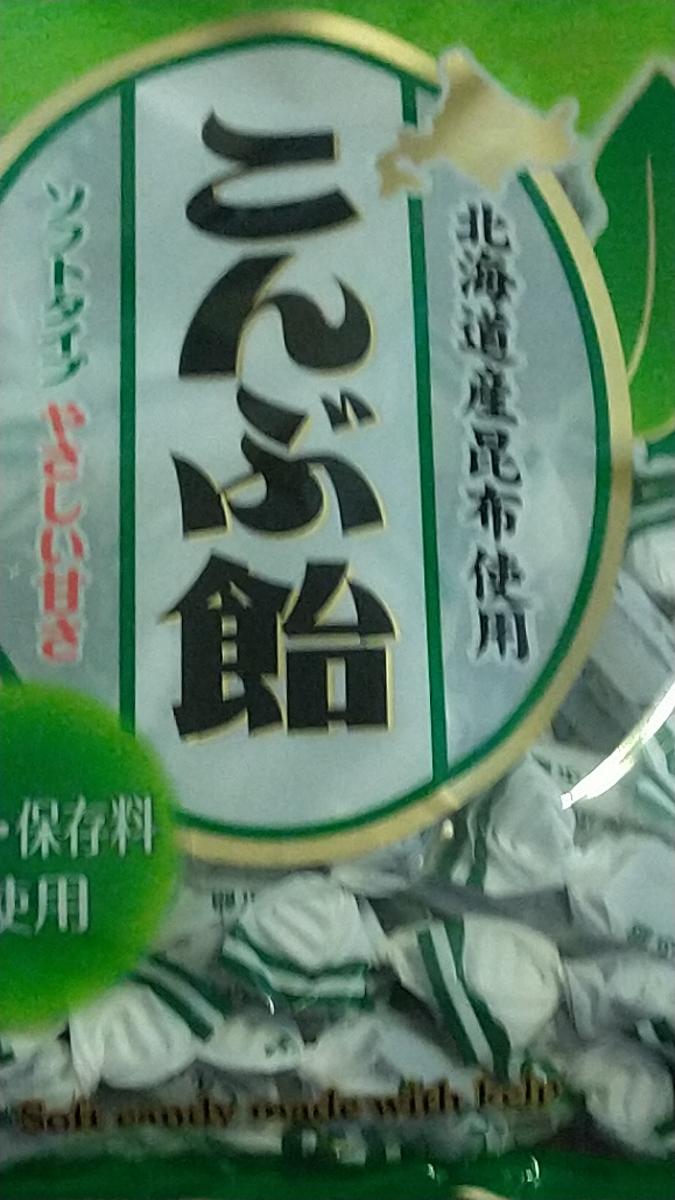 北海道産昆布使用
こんぶ飴
ソフトタイプ やさしい甘さ
・保存料
使用
Soft candy made with kelp